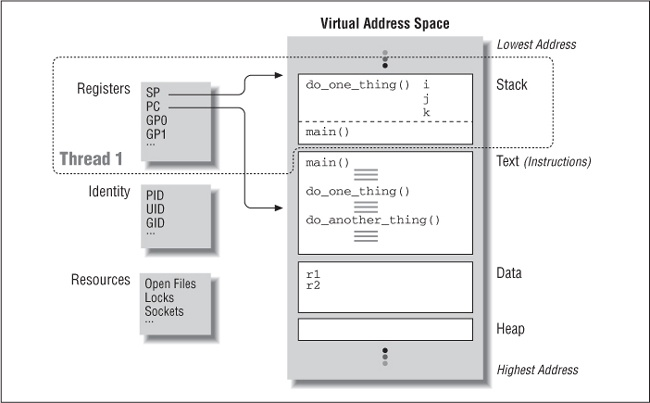 Virtual Address Space
Lowest Address
Registers
SP
PC
GP0
GP1
...
Thread 1
do_one_thing() i
j
k
main()
Stack
main()
do_one_thing()
do_another_thing()
Text (Instructions)
Identity
PID
UID
GID
...
Resources
Open Files
Locks
Sockets
...
r1
r2
Data
Heap
Highest Address